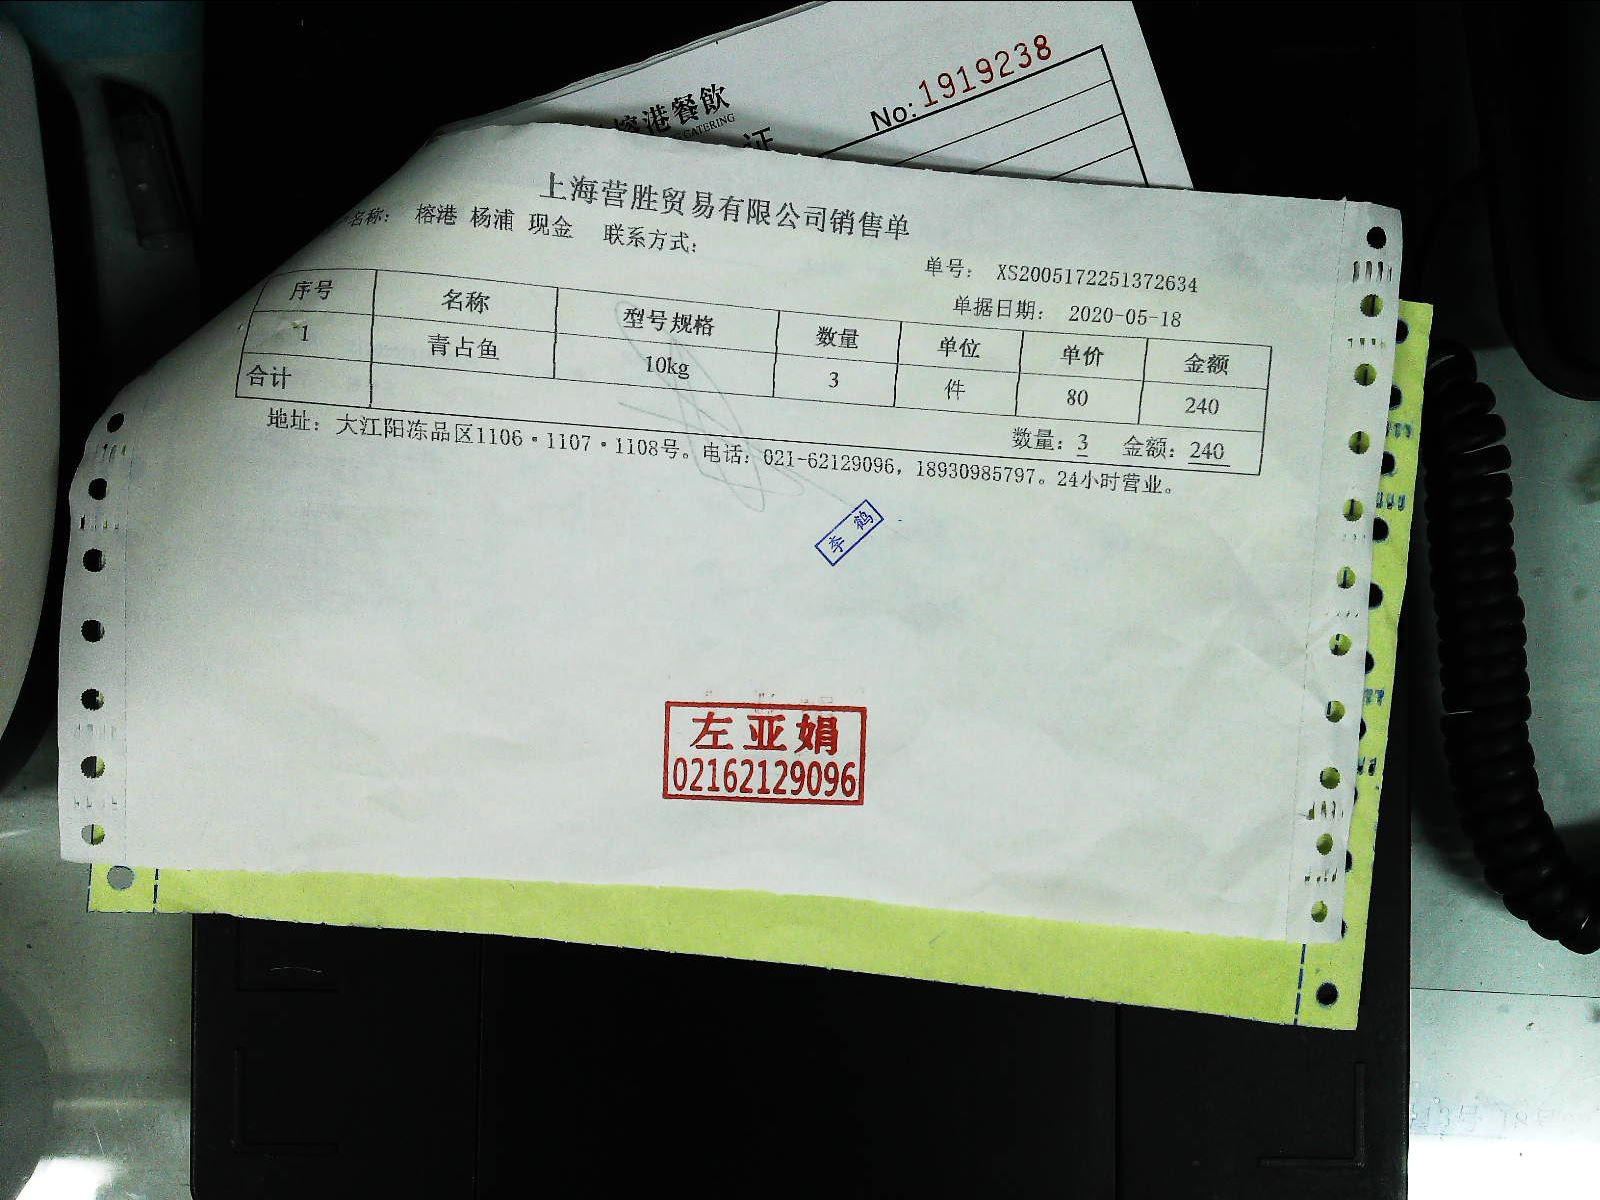 榕港餐飲
CATERING
证
No:1919238
上海营胜贸易有限公司销售单
名称： 榕港 杨浦 现金 联系方式：
单号： XS2005172251372634
单据日期： 2020-05-18
序号 名称 型号规格 数量 单位 单价 金额
1 青占鱼 10kg 3 件 80 240
合计 数量：3 金额：240
地址：大江阳冻品区1106·1107·1108号。电话：021-62129096，18930985797。24小时营业。
李 鹤
左亚娟
02162129096